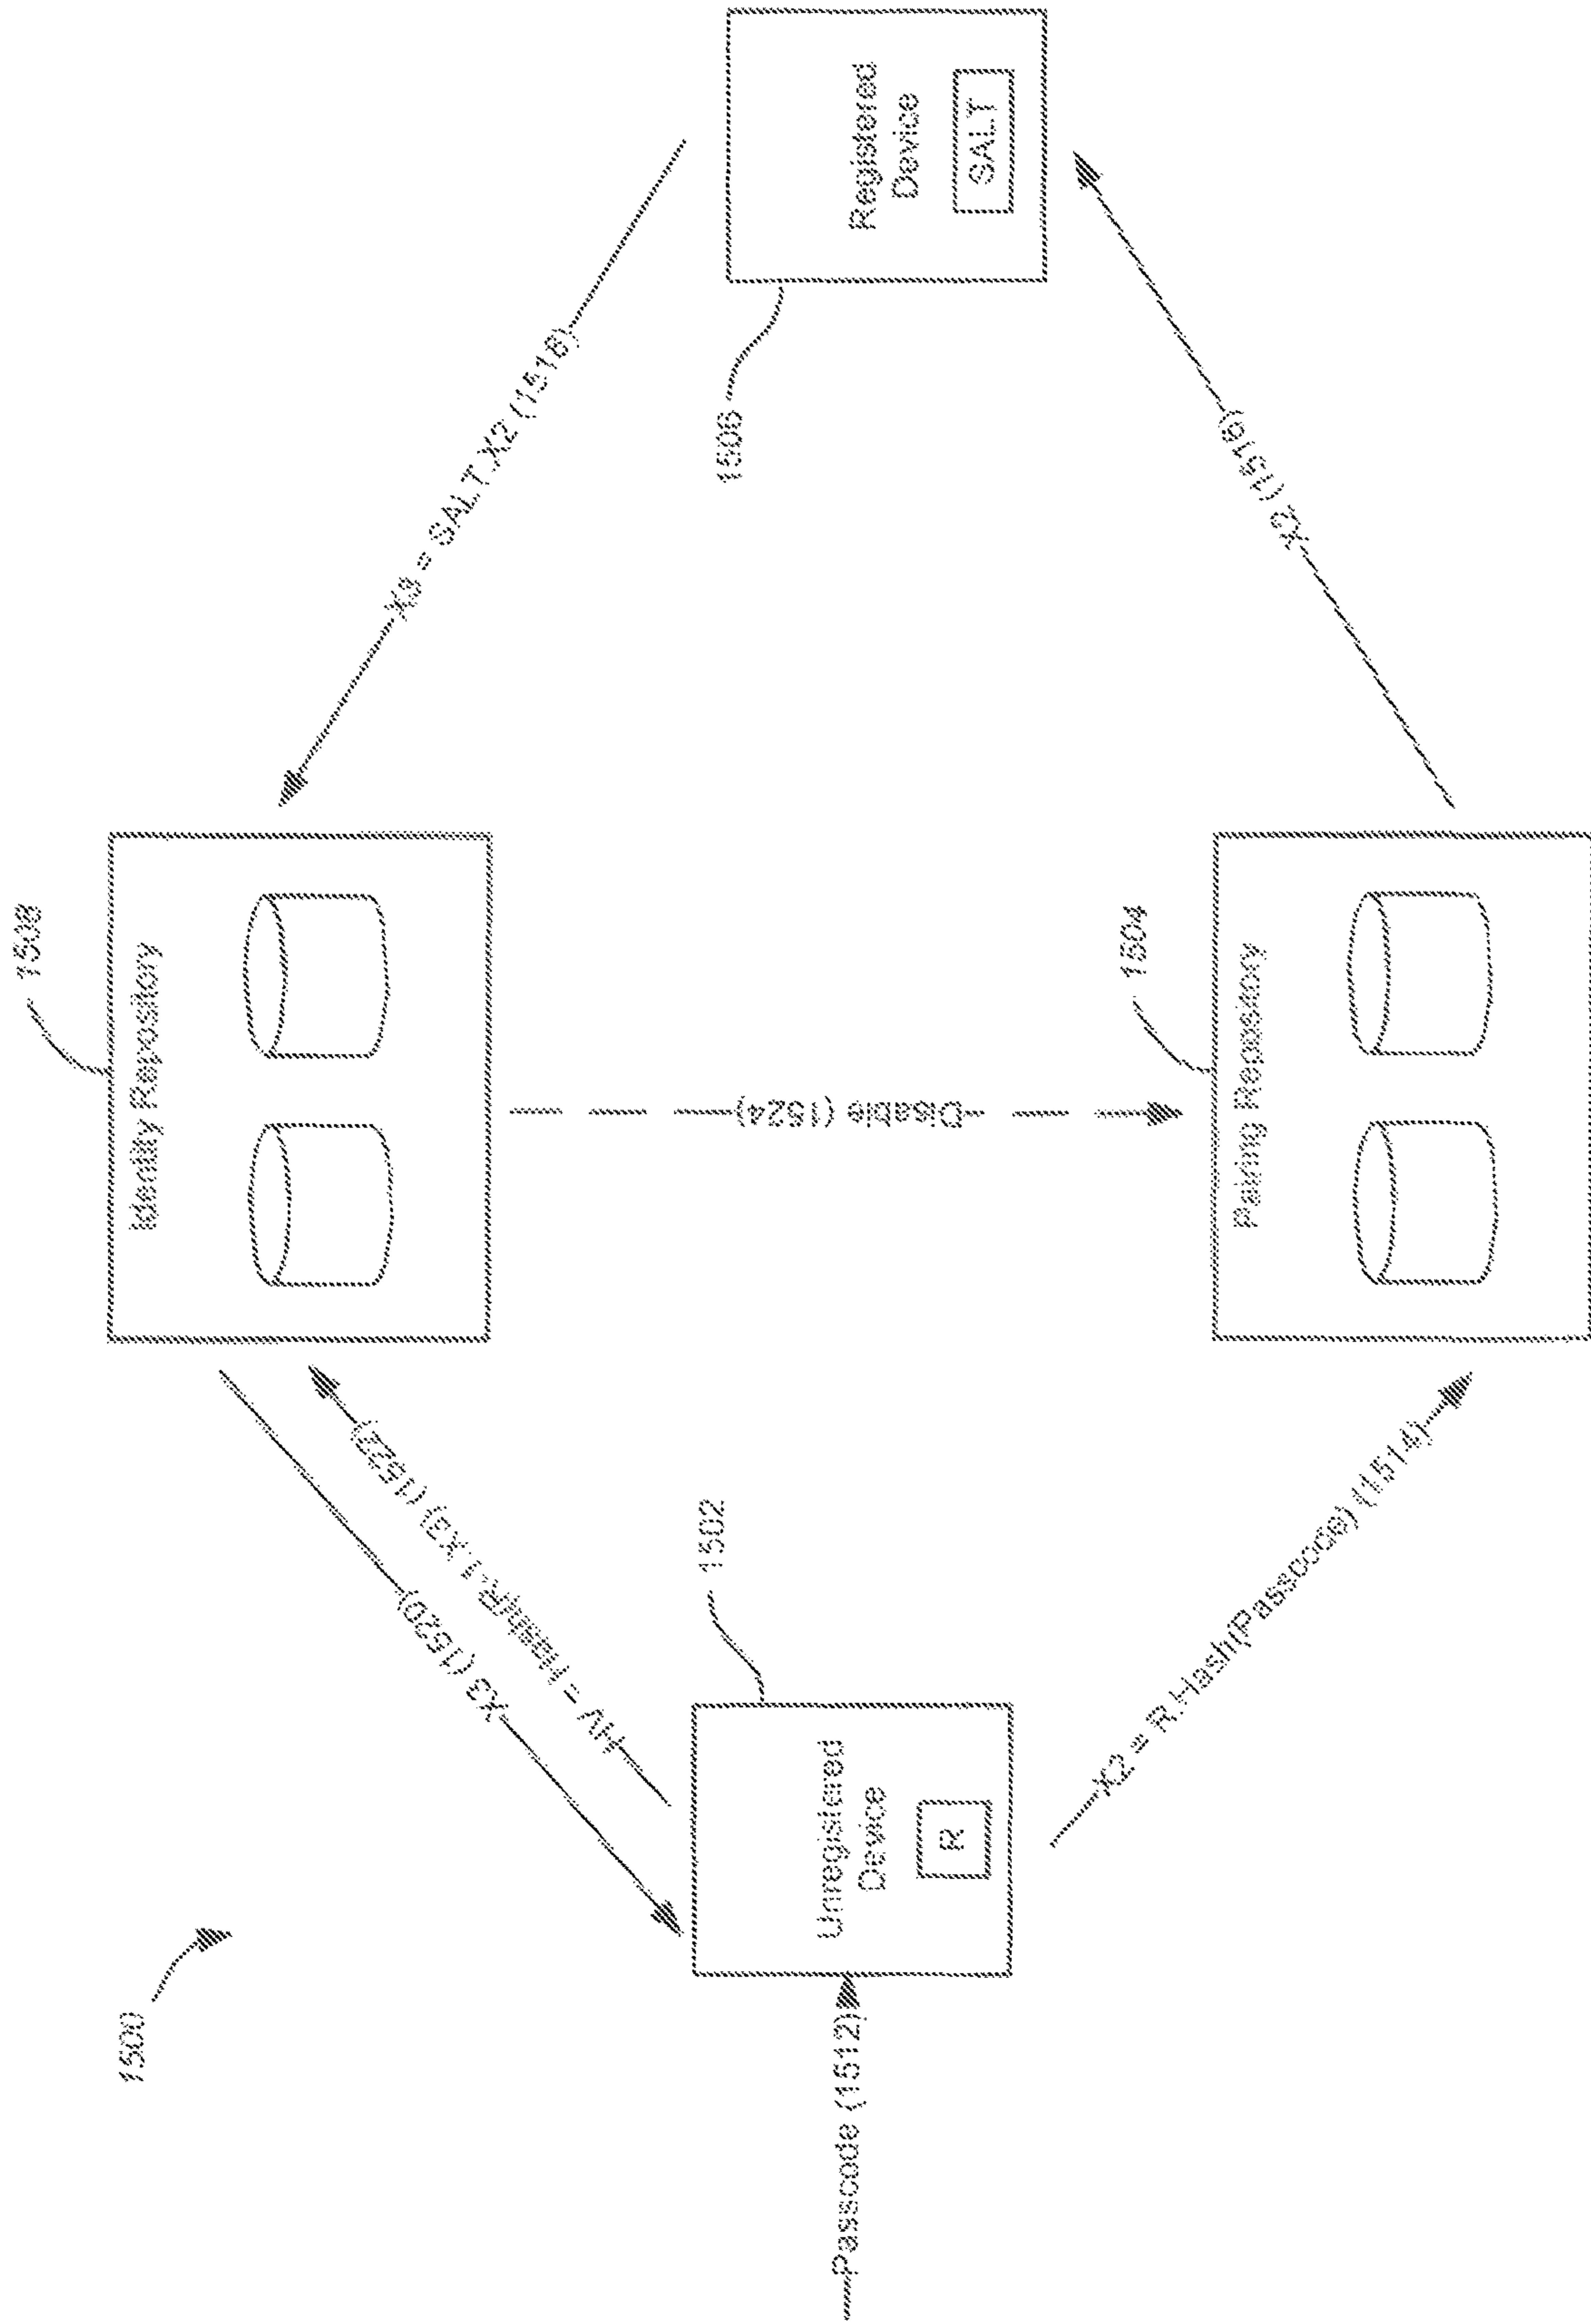 1500
1508
Identity Repository
X3 = SALT.X2 (1518)
X3 (1520)
HV = Hash(R-1.X3) (1522)
Disable (1524)
1502
Unregistered
Device
R
Passcode (1512)
1506
Registered
Device
SALT
X2 = R.Hash(Passcode) (1514)
1504
Pairing Repository
X2 (1516)